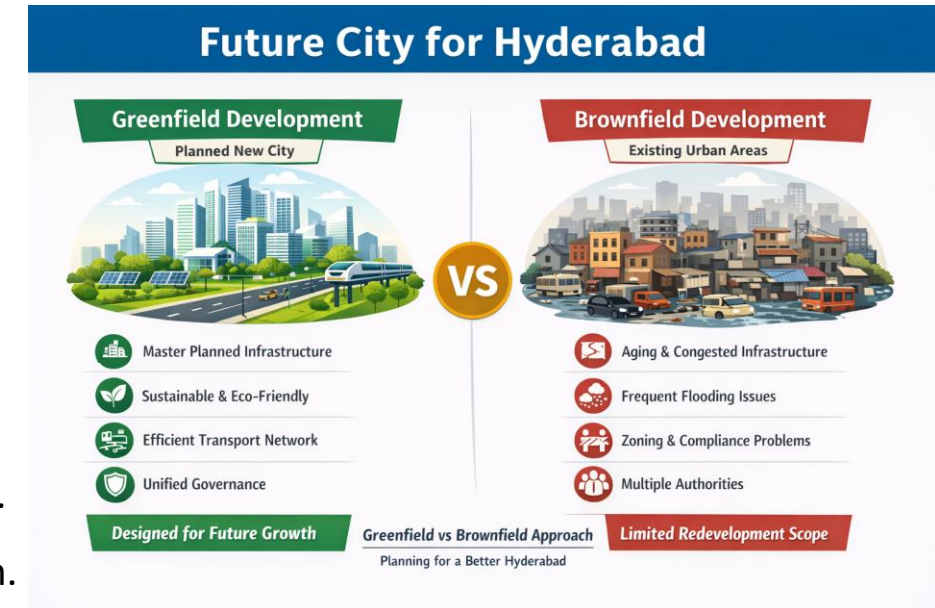 Future City for Hyderabad
Greenfield Development
Planned New City
Master Planned Infrastructure
Sustainable & Eco-Friendly
Efficient Transport Network
Unified Governance
Designed for Future Growth
VS
Brownfield Development
Existing Urban Areas
Aging & Congested Infrastructure
Frequent Flooding Issues
Zoning & Compliance Problems
Multiple Authorities
Limited Redevelopment Scope
Greenfield vs Brownfield Approach
Planning for a Better Hyderabad